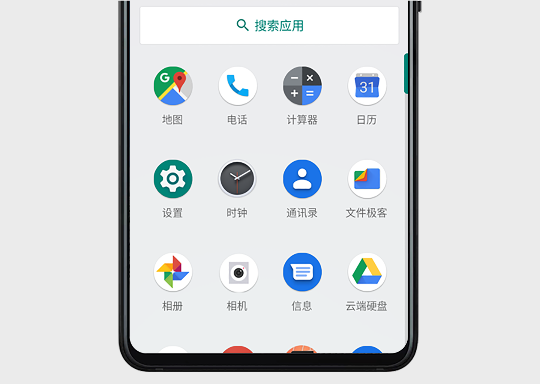 搜索应用
地图 电话 计算器 日历
设置 时钟 通讯录 文件极客
相册 相机 信息 云端硬盘
G
31